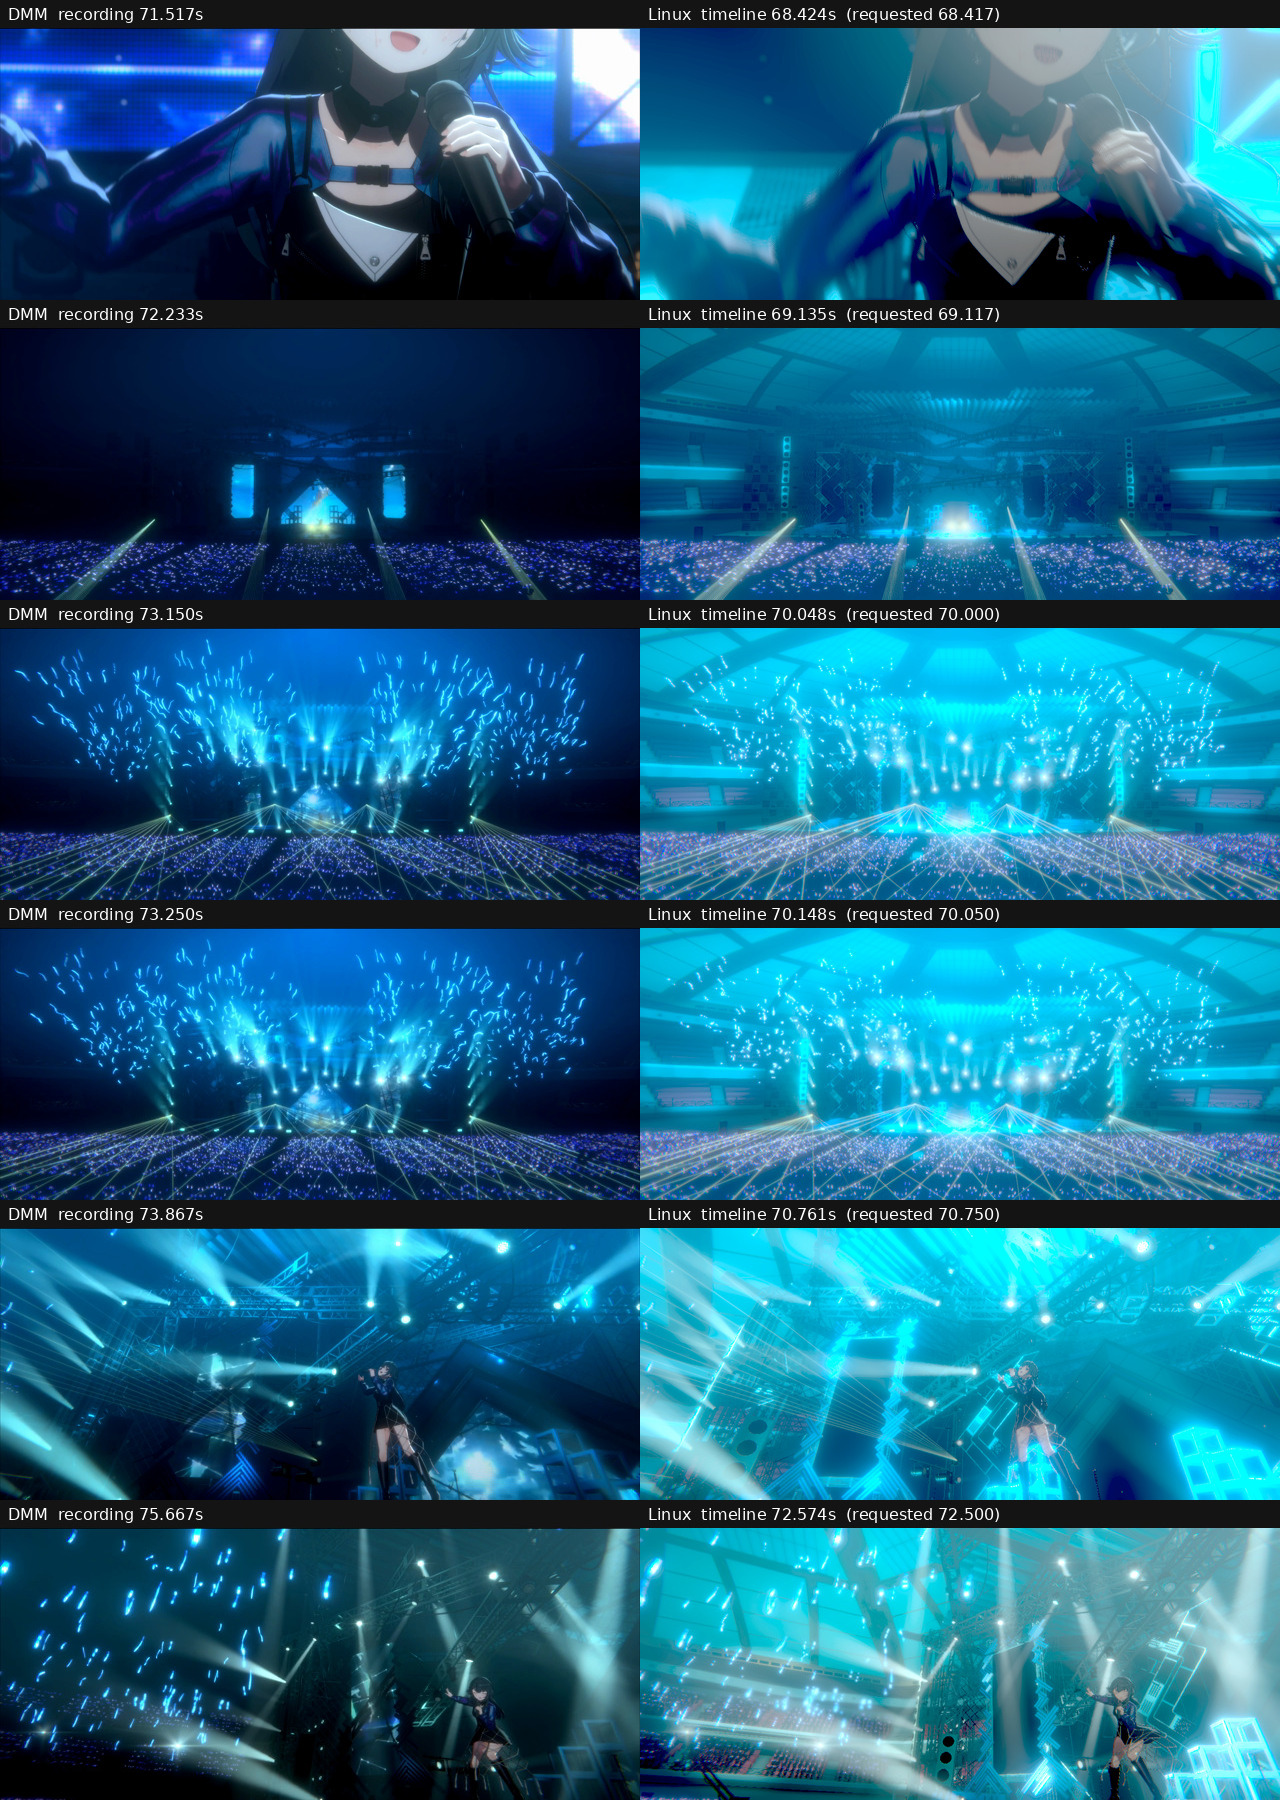 DMM recording 71.517s
Linux timeline 68.424s (requested 68.417)
DMM recording 72.233s
Linux timeline 69.135s (requested 69.117)
DMM recording 73.150s
Linux timeline 70.048s (requested 70.000)
DMM recording 73.250s
Linux timeline 70.148s (requested 70.050)
DMM recording 73.867s
Linux timeline 70.761s (requested 70.750)
DMM recording 75.667s
Linux timeline 72.574s (requested 72.500)